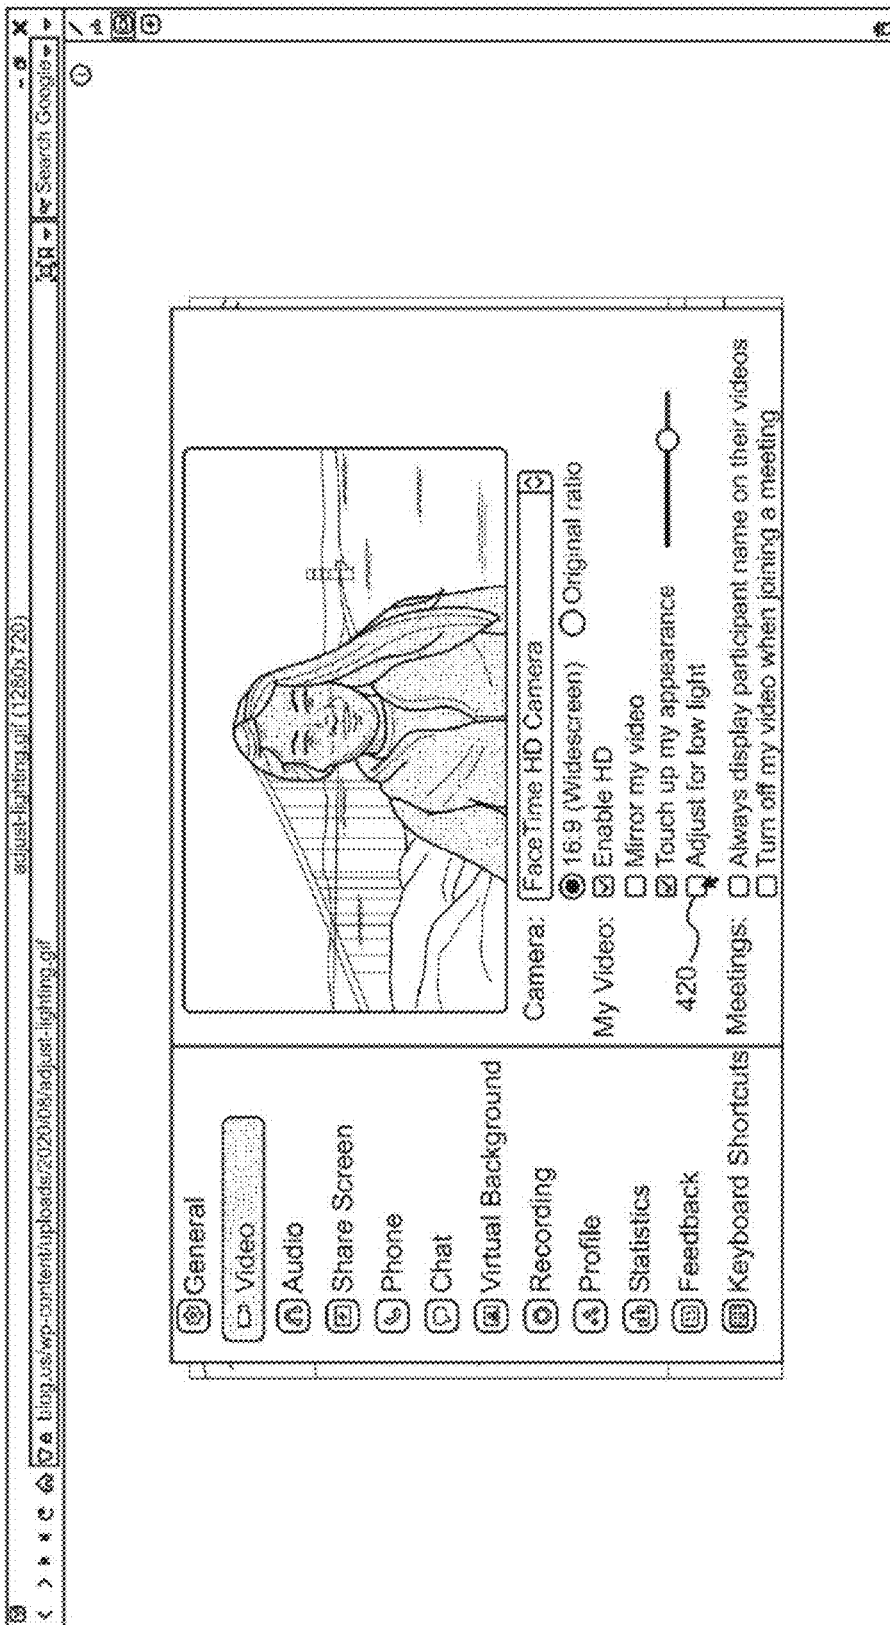 adjust-lighting.gif (1280x720)
blog.us/wp-content/uploads/2020/08/adjust-lighting.gif
Search Google
General
Video
Audio
Share Screen
Phone
Chat
Virtual Background
Recording
Profile
Statistics
Feedback
Keyboard Shortcuts
Camera: FaceTime HD Camera
16:9 (Widescreen) Original ratio
My Video: Enable HD
Mirror my video
Touch up my appearance
420 Adjust for low light
Meetings: Always display participant name on their videos
Turn off my video when joining a meeting